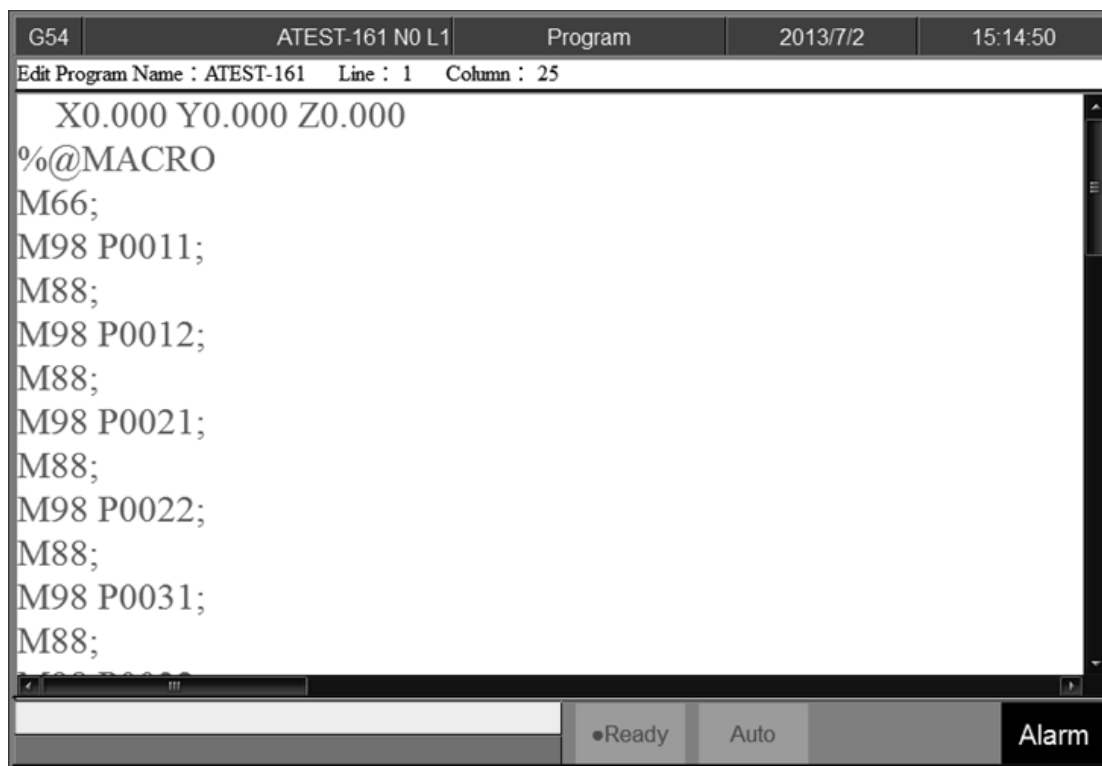 G54 ATEST-161 N0 L1 Program 2013/7/2 15:14:50
Edit Program Name：ATEST-161 Line： 1 Column： 25
X0.000 Y0.000 Z0.000
%@MACRO
M66;
M98 P0011;
M88;
M98 P0012;
M88;
M98 P0021;
M88;
M98 P0022;
M88;
M98 P0031;
M88;
●Ready Auto Alarm